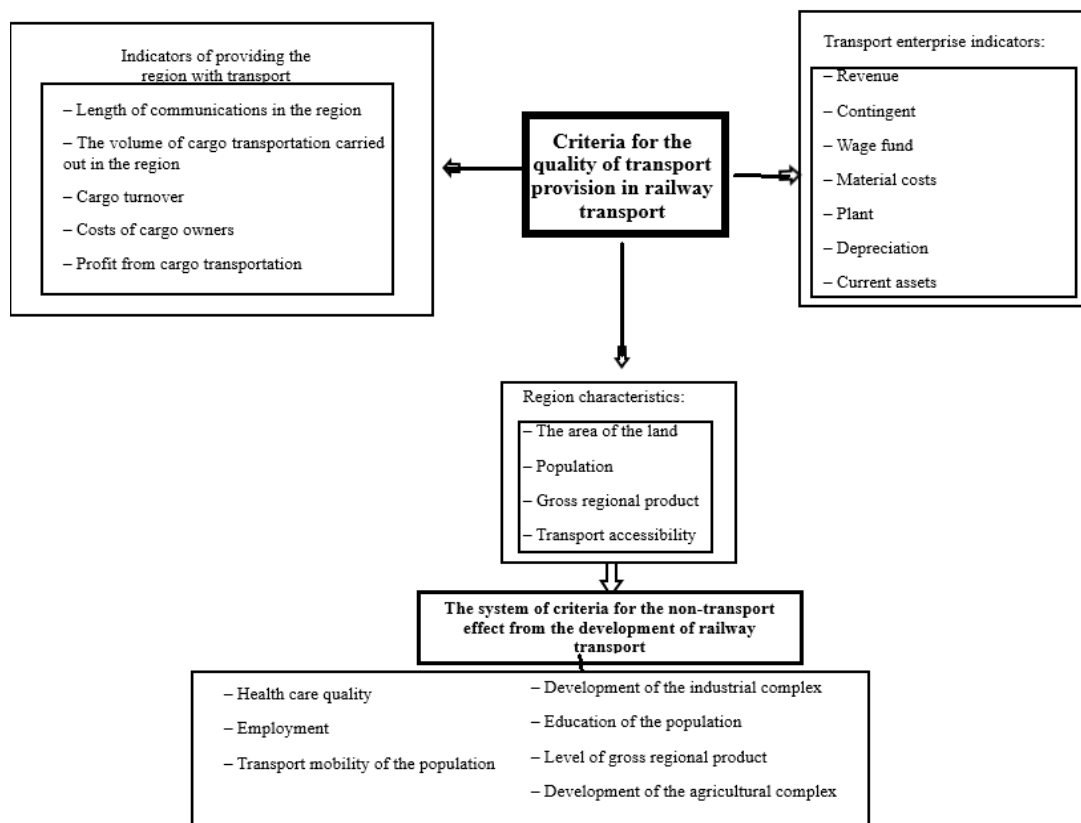 Indicators of providing the
region with transport
– Length of communications in the region
– The volume of cargo transportation carried
out in the region
– Cargo turnover
– Costs of cargo owners
– Profit from cargo transportation
Criteria for the
quality of transport
provision in railway
transport
Transport enterprise indicators:
– Revenue
– Contingent
– Wage fund
– Material costs
– Plant
– Depreciation
– Current assets
Region characteristics:
– The area of the land
– Population
– Gross regional product
– Transport accessibility
The system of criteria for the non-transport
effect from the development of railway
transport
– Health care quality
– Employment
– Transport mobility of the population
– Development of the industrial complex
– Education of the population
– Level of gross regional product
– Development of the agricultural complex